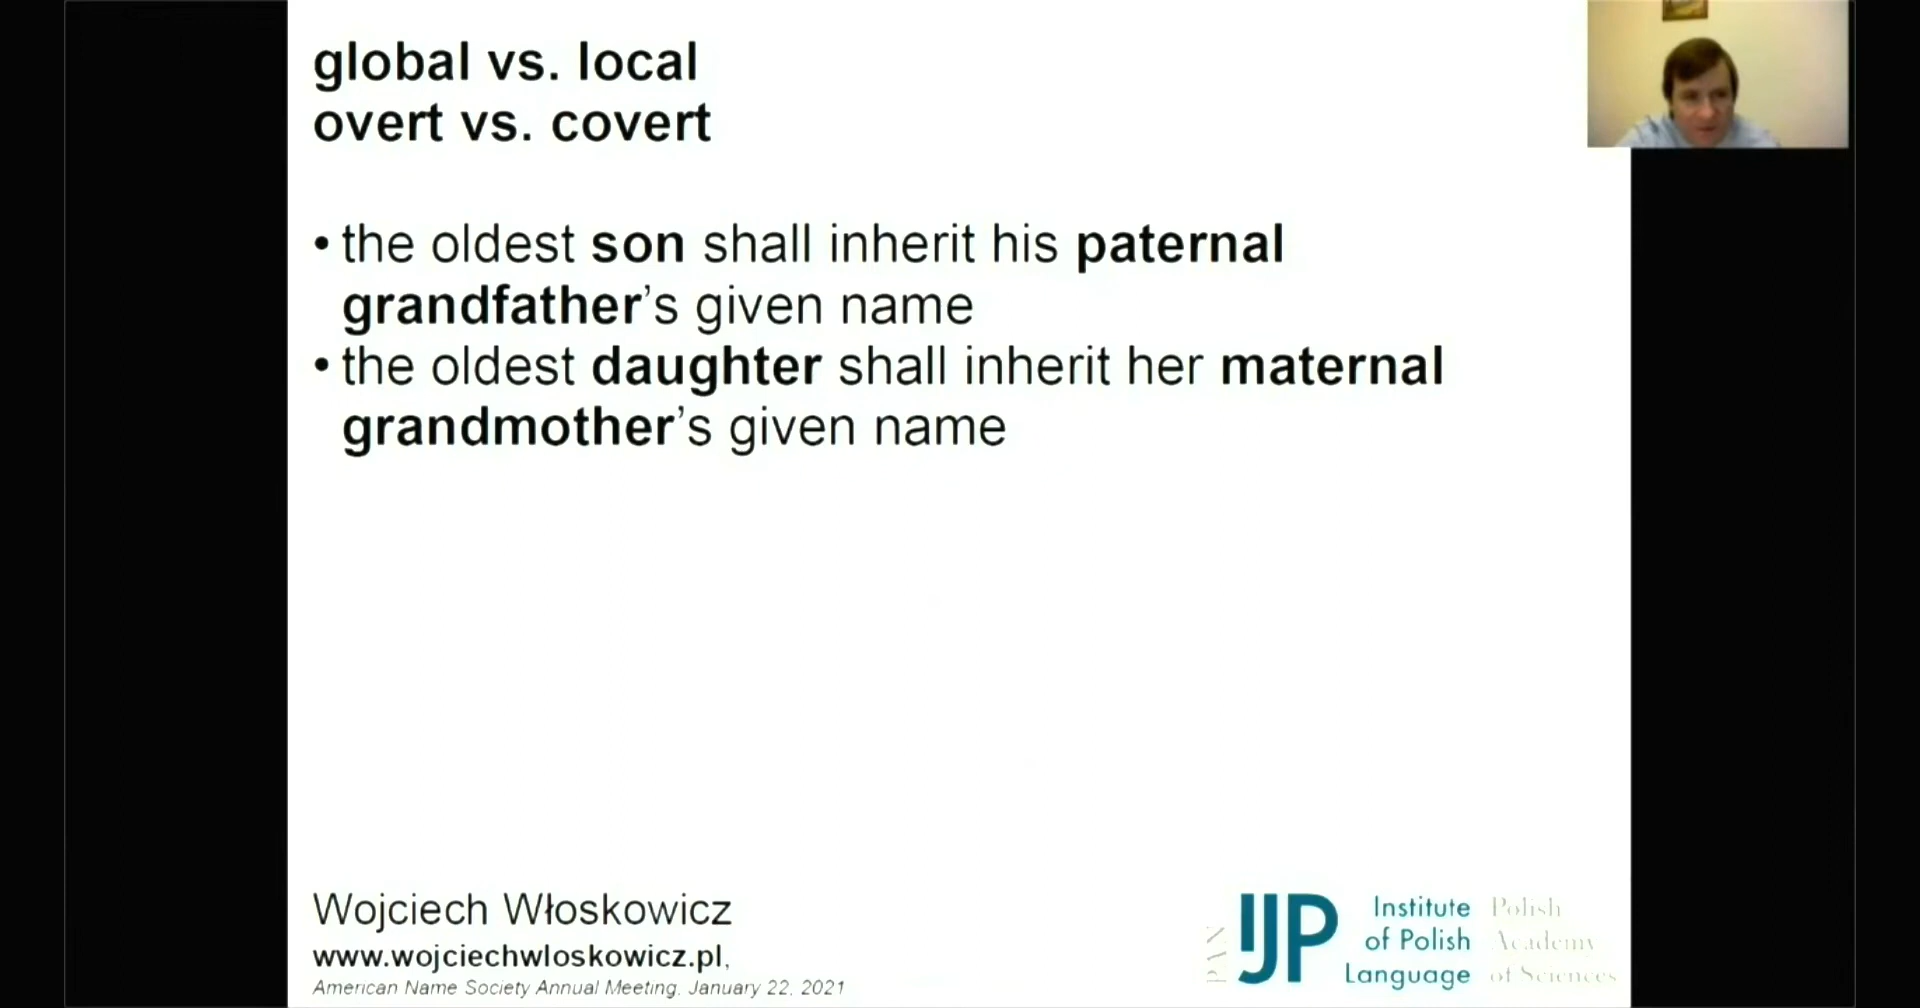 global vs. local
overt vs. covert
• the oldest son shall inherit his paternal
grandfather’s given name
• the oldest daughter shall inherit her maternal
grandmother’s given name
Wojciech Włoskowicz
www.wojciechwloskowicz.pl,
American Name Society Annual Meeting, January 22, 2021
PAN
IJP
Institute
of Polish
Language
Polish
Academy
of Sciences